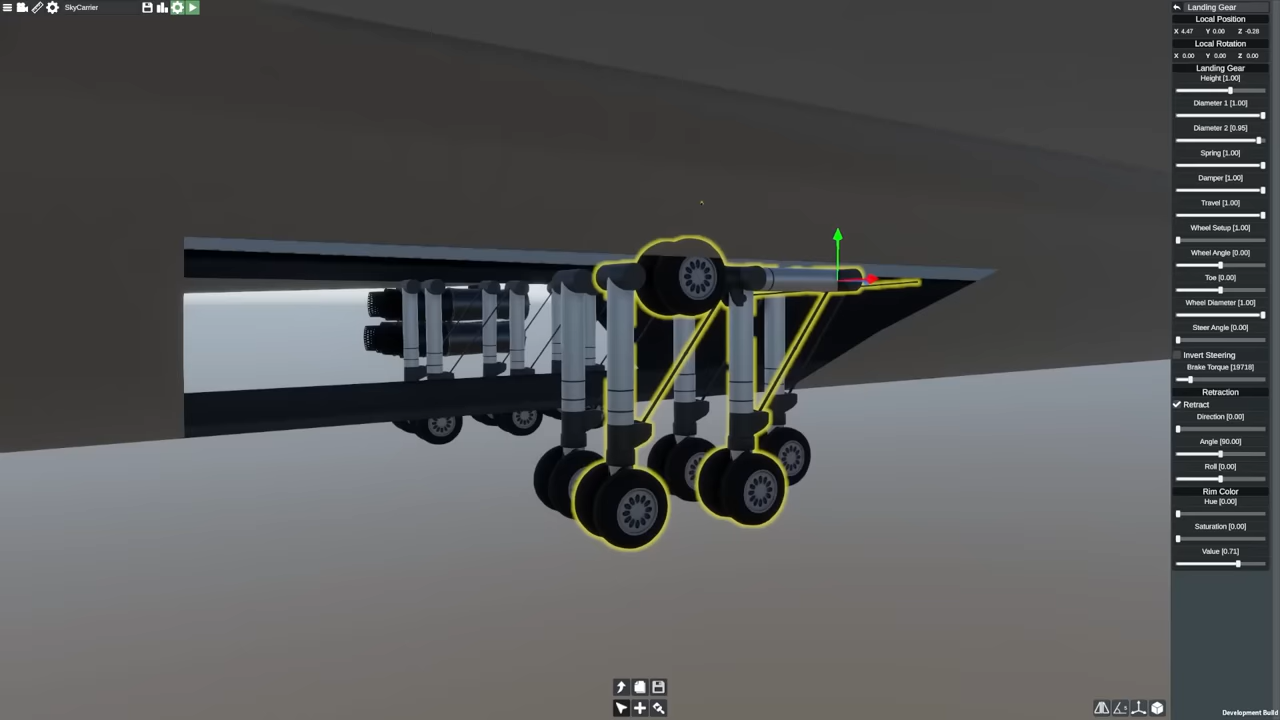 SkyCarrier
Landing Gear
Local Position
X 4.47 Y 0.00 Z -0.28
Local Rotation
X 0.00 Y 0.00 Z 0.00
Landing Gear
Height [1.00]
Diameter 1 [1.00]
Diameter 2 [0.95]
Spring [1.00]
Damper [1.00]
Travel [1.00]
Wheel Setup [1.00]
Wheel Angle [0.00]
Toe [0.00]
Wheel Diameter [1.00]
Steer Angle [0.00]
Invert Steering
Brake Torque [19718]
Retraction
Retract
Direction [0.00]
Angle [90.00]
Roll [0.00]
Rim Color
Hue [0.00]
Saturation [0.00]
Value [0.71]
Development Build